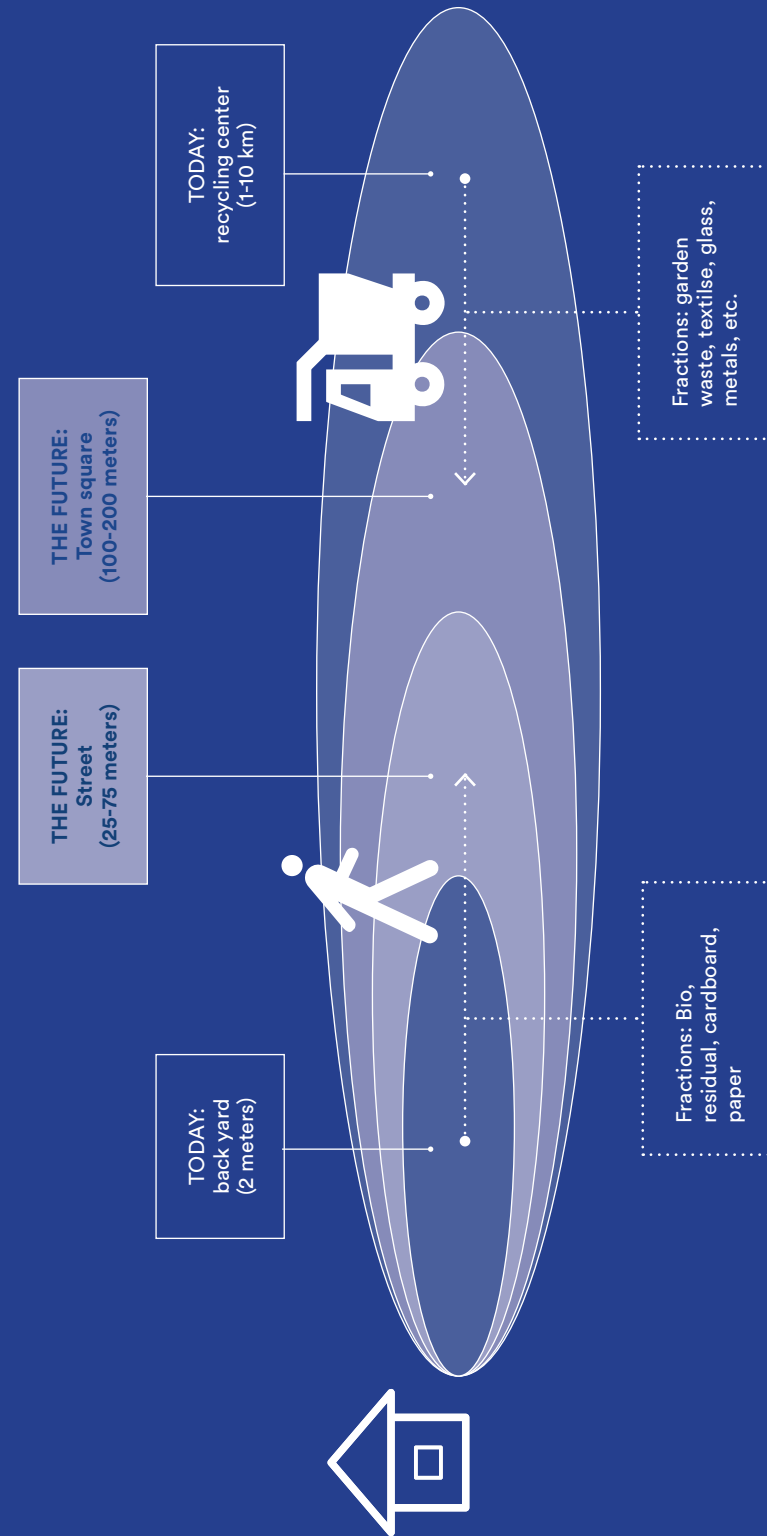 TODAY:
back yard
(2 meters)
THE FUTURE:
Street
(25-75 meters)
THE FUTURE:
Town square
(100-200 meters)
TODAY:
recycling center
(1-10 km)
Fractions: Bio,
residual, cardboard,
paper
Fractions: garden
waste, textilse, glass,
metals, etc.